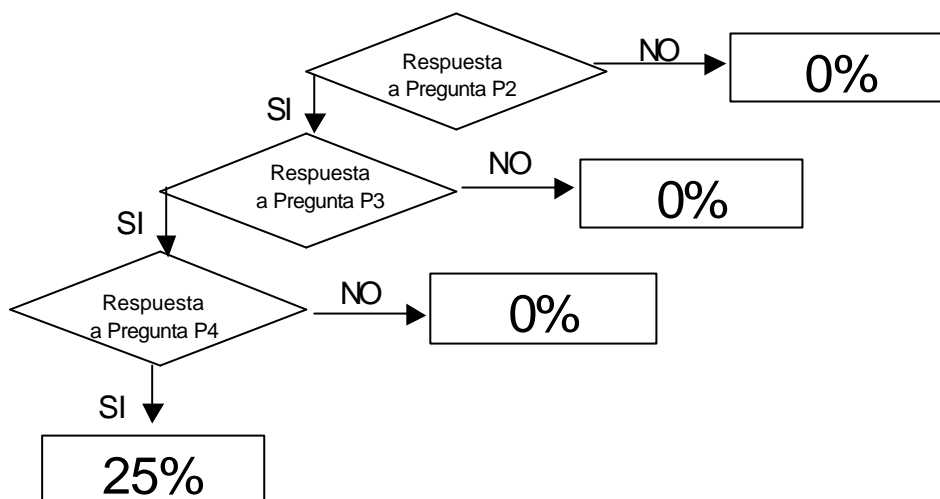 Respuesta
a Pregunta P2
NO
0%
SI
Respuesta
a Pregunta P3
NO
0%
SI
Respuesta
a Pregunta P4
NO
0%
SI
25%